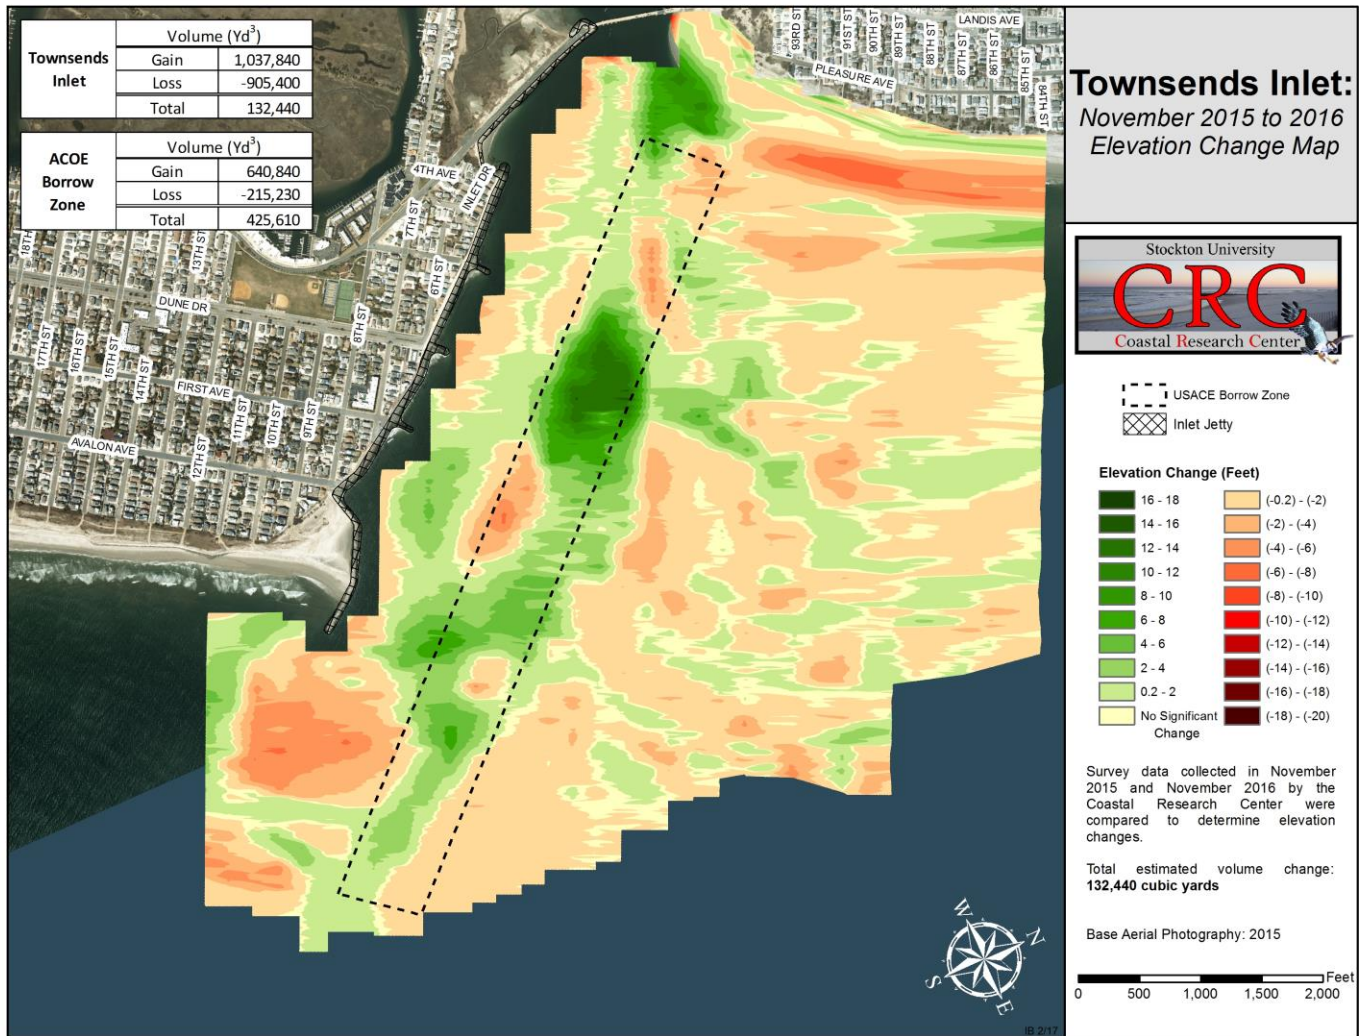 Townsends
Inlet
Volume (Yd³)
Gain 1,037,840
Loss -905,400
Total 132,440
ACOE
Borrow
Zone
Volume (Yd³)
Gain 640,840
Loss -215,230
Total 425,610
LANDIS AVE
93RD ST
91ST ST
90TH ST
89TH ST
88TH ST
87TH ST
86TH ST
85TH ST
84TH ST
PLEASURE AVE
4TH AVE
INLET DR
7TH ST
6TH ST
18TH
13TH ST
DUNE DR
8TH ST
17TH ST
16TH ST
15TH ST
14TH ST
FIRST AVE
11TH ST
10TH ST
9TH ST
AVALON AVE
12TH ST
W
N
S
E
IB 2/17
Townsends Inlet:
November 2015 to 2016
Elevation Change Map
Stockton University
CRC
Coastal Research Center
USACE Borrow Zone
Inlet Jetty
Elevation Change (Feet)
16 - 18 (-0.2) - (-2)
14 - 16 (-2) - (-4)
12 - 14 (-4) - (-6)
10 - 12 (-6) - (-8)
8 - 10 (-8) - (-10)
6 - 8 (-10) - (-12)
4 - 6 (-12) - (-14)
2 - 4 (-14) - (-16)
0.2 - 2 (-16) - (-18)
No Significant (-18) - (-20)
Change
Survey data collected in November
2015 and November 2016 by the
Coastal Research Center were
compared to determine elevation
changes.
Total estimated volume change:
132,440 cubic yards
Base Aerial Photography: 2015
Feet
0 500 1,000 1,500 2,000